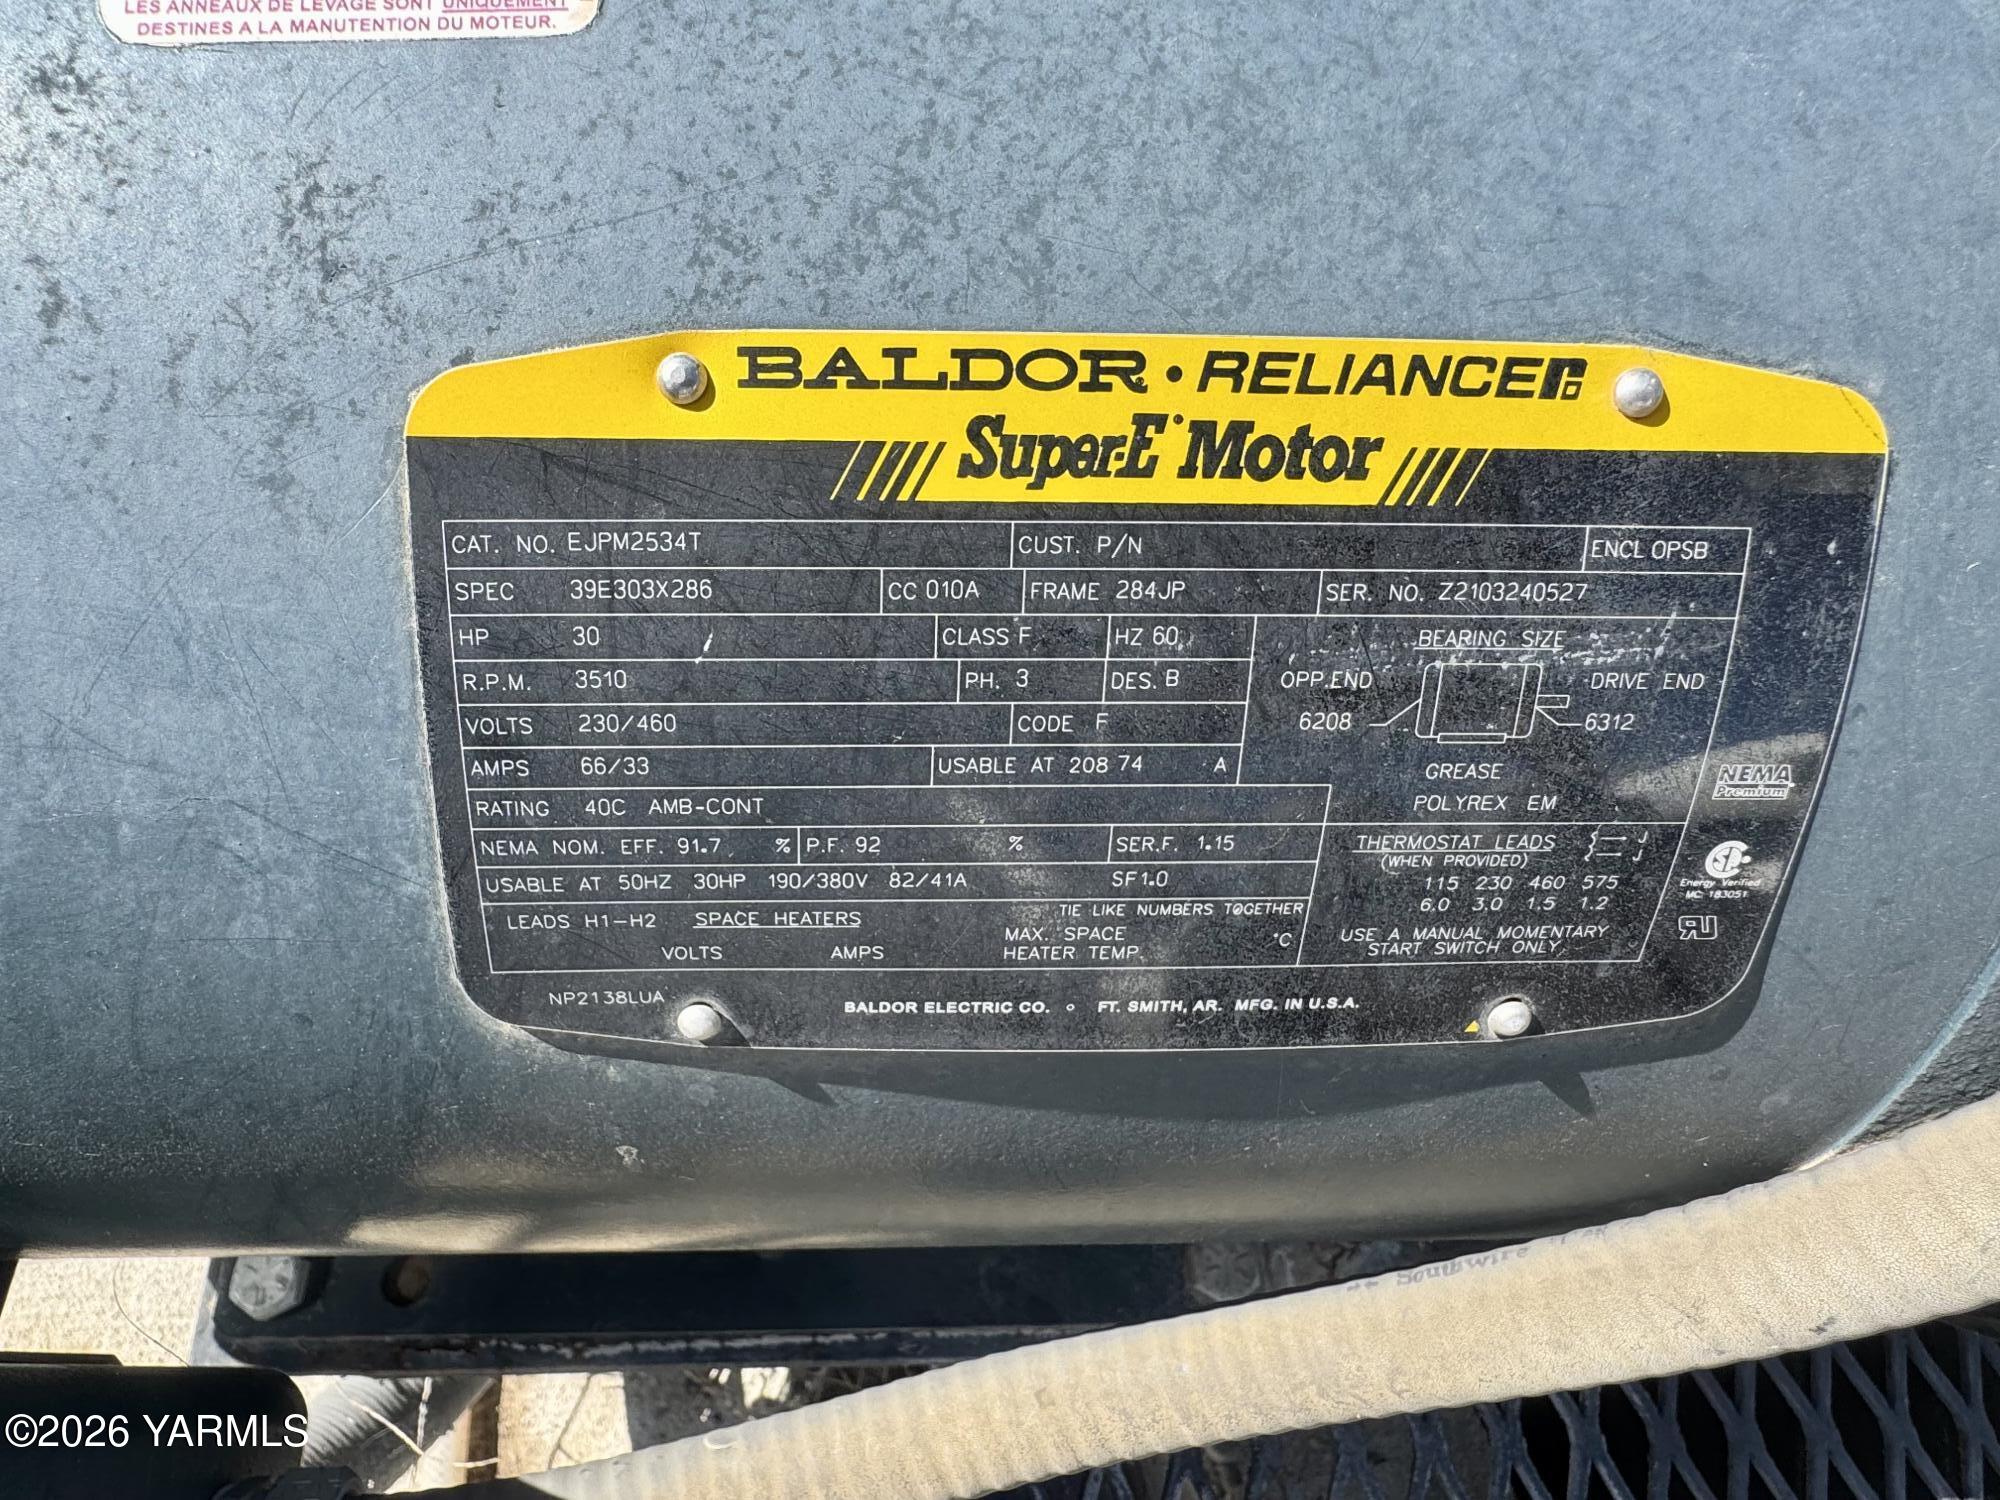 LES ANNEAUX DE LEVAGE SONT UNIQUEMENT
DESTINES A LA MANUTENTION DU MOTEUR.
BALDOR • RELIANCE
Super-E Motor
CAT. NO. EJPM2534T CUST. P/N ENCL OPSB
SPEC 39E303X286 CC 010A FRAME 284JP SER. NO. Z2103240527
HP 30 CLASS F HZ 60 BEARING SIZE
R.P.M. 3510 PH. 3 DES. B OPP.END DRIVE END
VOLTS 230/460 CODE F 6208 6312
AMPS 66/33 USABLE AT 208 74 A GREASE
RATING 40C AMB-CONT POLYREX EM
NEMA Premium
NEMA NOM. EFF. 91.7 % P.F. 92 % SER.F. 1.15 THERMOSTAT LEADS
(WHEN PROVIDED)
USABLE AT 50HZ 30HP 190/380V 82/41A SF1.0 115 230 460 575
6.0 3.0 1.5 1.2
Energy Verified
MC 183051
LEADS H1-H2 SPACE HEATERS TIE LIKE NUMBERS TOGETHER
VOLTS AMPS MAX. SPACE
HEATER TEMP. °C
USE A MANUAL MOMENTARY
START SWITCH ONLY
NP2138LUA
BALDOR ELECTRIC CO. ∘ FT. SMITH, AR. MFG. IN U.S.A.
Southwire
©2026 YARMLS